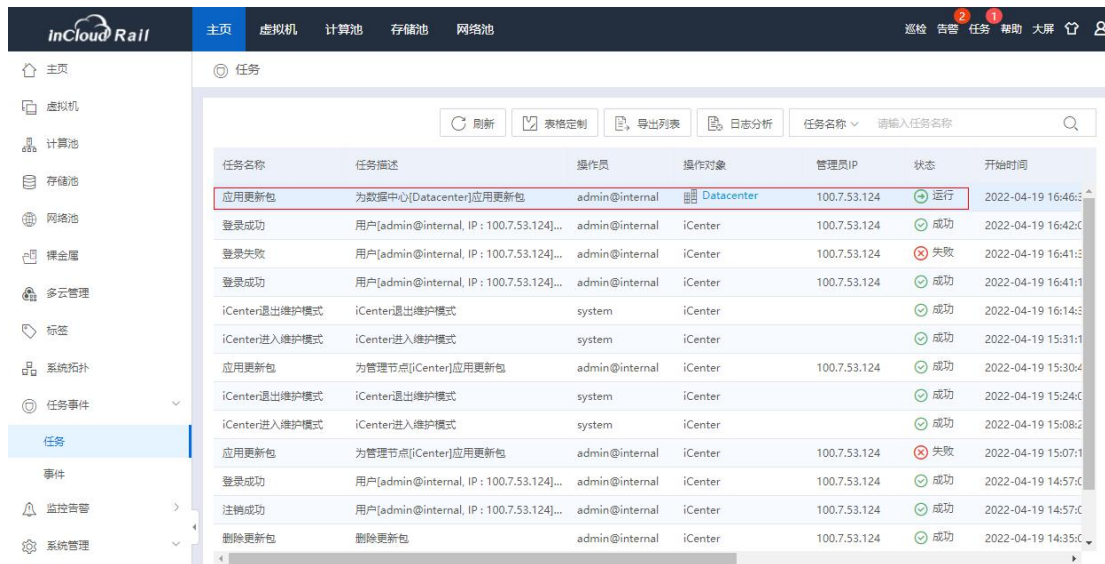 inCloud Rail 主页 虚拟机 计算池 存储池 网络池 巡检 告警 2 任务 1 帮助 大屏
主页
虚拟机
计算池
存储池
网络池
裸金属
多云管理
标签
系统拓扑
任务事件
任务
事件
监控告警
系统管理
任务
刷新 表格定制 导出列表 日志分析 任务名称 请输入任务名称
任务名称 任务描述 操作员 操作对象 管理员IP 状态 开始时间
应用更新包 为数据中心[Datacenter]应用更新包 admin@internal Datacenter 100.7.53.124 运行 2022-04-19 16:46:3
登录成功 用户[admin@internal, IP : 100.7.53.124]... admin@internal iCenter 100.7.53.124 成功 2022-04-19 16:42:0
登录失败 用户[admin@internal, IP : 100.7.53.124]... admin@internal iCenter 100.7.53.124 失败 2022-04-19 16:41:3
登录成功 用户[admin@internal, IP : 100.7.53.124]... admin@internal iCenter 100.7.53.124 成功 2022-04-19 16:41:1
iCenter退出维护模式 iCenter退出维护模式 system iCenter 成功 2022-04-19 16:14:3
iCenter进入维护模式 iCenter进入维护模式 system iCenter 成功 2022-04-19 15:31:1
应用更新包 为管理节点[iCenter]应用更新包 admin@internal iCenter 100.7.53.124 成功 2022-04-19 15:30:4
iCenter退出维护模式 iCenter退出维护模式 system iCenter 成功 2022-04-19 15:24:0
iCenter进入维护模式 iCenter进入维护模式 system iCenter 成功 2022-04-19 15:08:2
应用更新包 为管理节点[iCenter]应用更新包 admin@internal iCenter 100.7.53.124 失败 2022-04-19 15:07:1
登录成功 用户[admin@internal, IP : 100.7.53.124]... admin@internal iCenter 100.7.53.124 成功 2022-04-19 14:57:0
注销成功 用户[admin@internal, IP : 100.7.53.124]... admin@internal iCenter 100.7.53.124 成功 2022-04-19 14:57:0
删除更新包 删除更新包 admin@internal iCenter 100.7.53.124 成功 2022-04-19 14:35:0